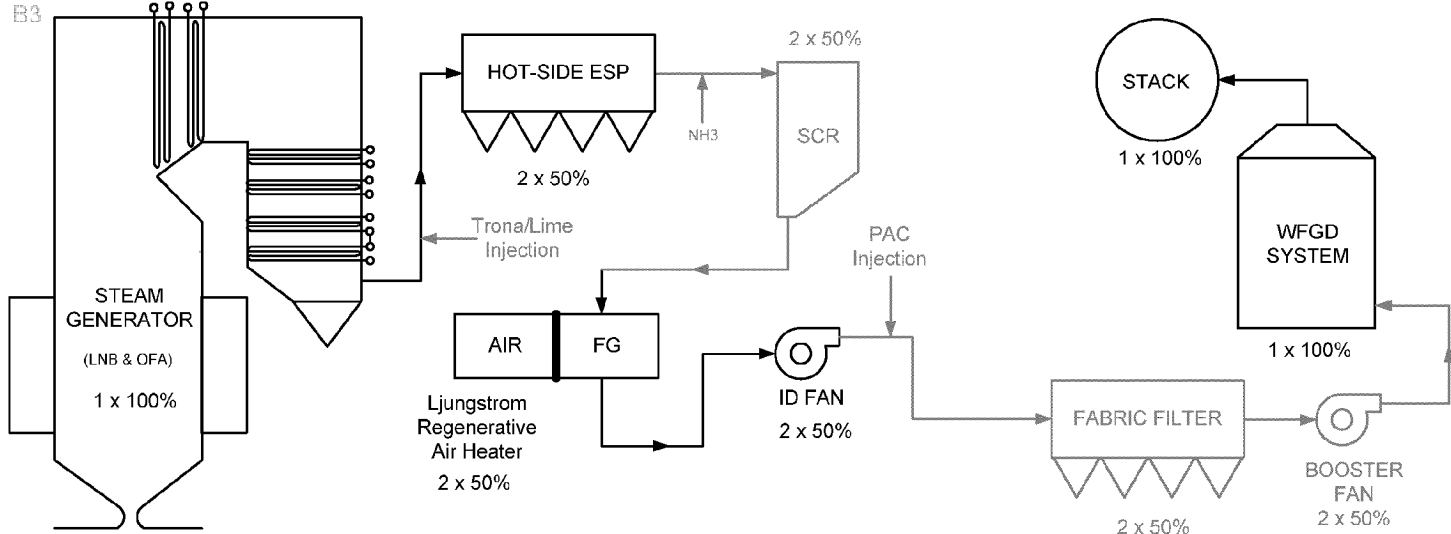 B3
STEAM
GENERATOR
(LNB & OFA)
1 x 100%
HOT-SIDE ESP
2 x 50%
Trona/Lime
Injection
NH3
2 x 50%
SCR
AIR
FG
Ljungstrom
Regenerative
Air Heater
2 x 50%
ID FAN
2 x 50%
PAC
Injection
FABRIC FILTER
2 x 50%
BOOSTER
FAN
2 x 50%
WFGD
SYSTEM
1 x 100%
STACK
1 x 100%